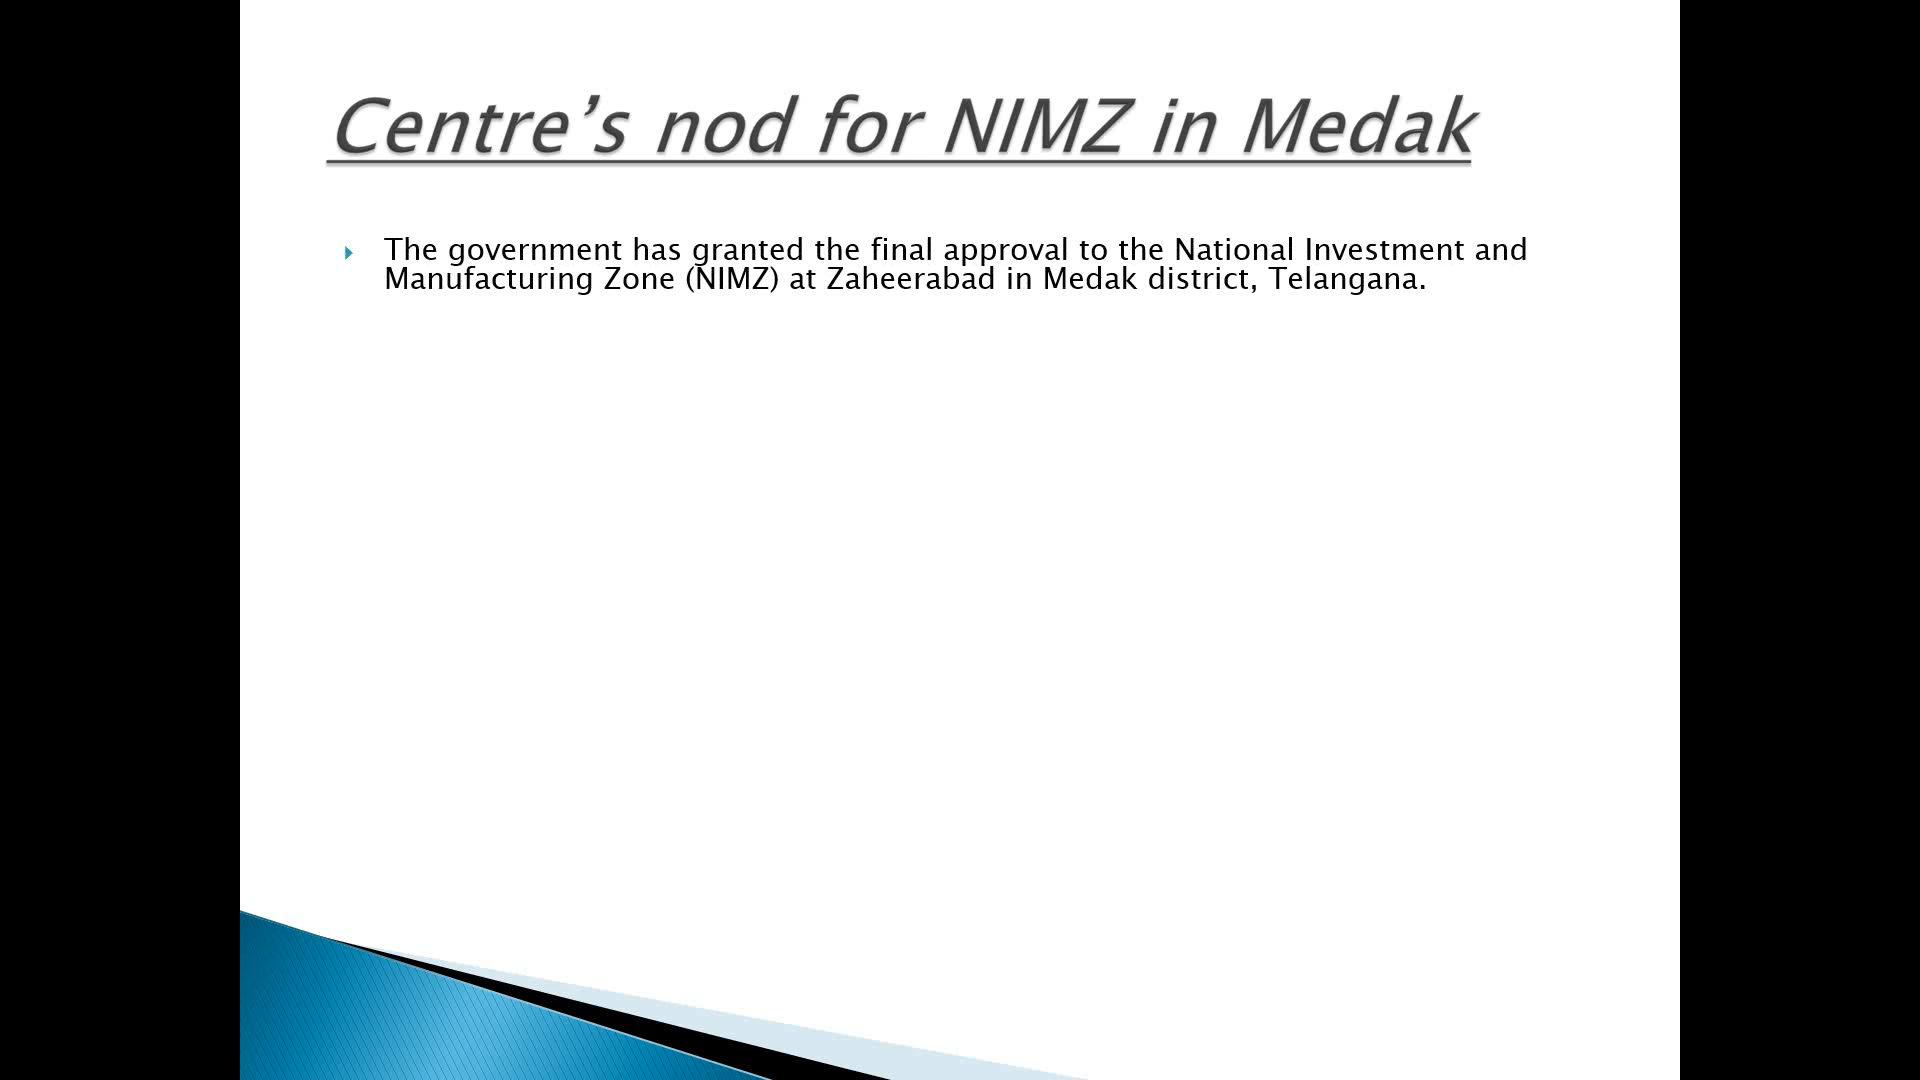 Centre’s nod for NIMZ in Medak
The government has granted the final approval to the National Investment and
Manufacturing Zone (NIMZ) at Zaheerabad in Medak district, Telangana.